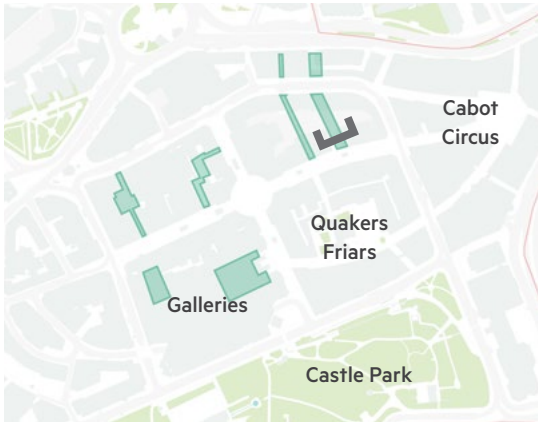 Cabot
Circus
Quakers
Friars
Galleries
Castle Park